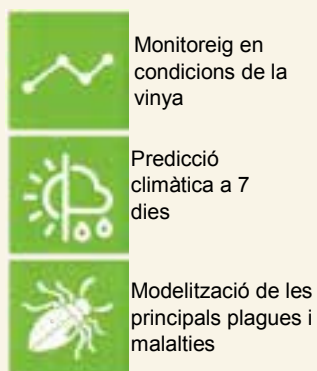 Monitoreig en
condicions de la
vinya
Predicció
climàtica a 7
dies
Modelització de les
principals plagues i
malalties